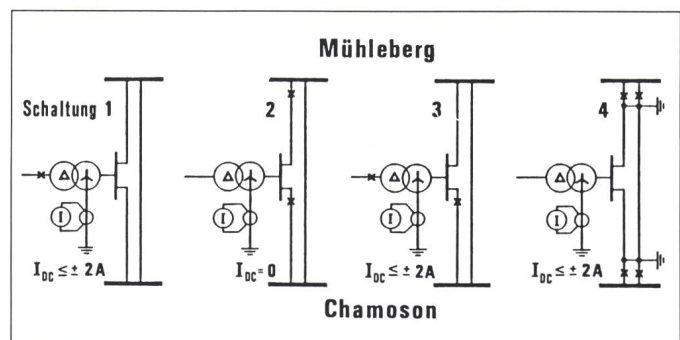 Mühleberg
Schaltung 1
2
3
4
Δ
Δ
Δ
Δ
I
I
I
I
I_DC ≤ ± 2A
I_DC = 0
I_DC ≤ ± 2A
I_DC ≤ ± 2A
Chamoson